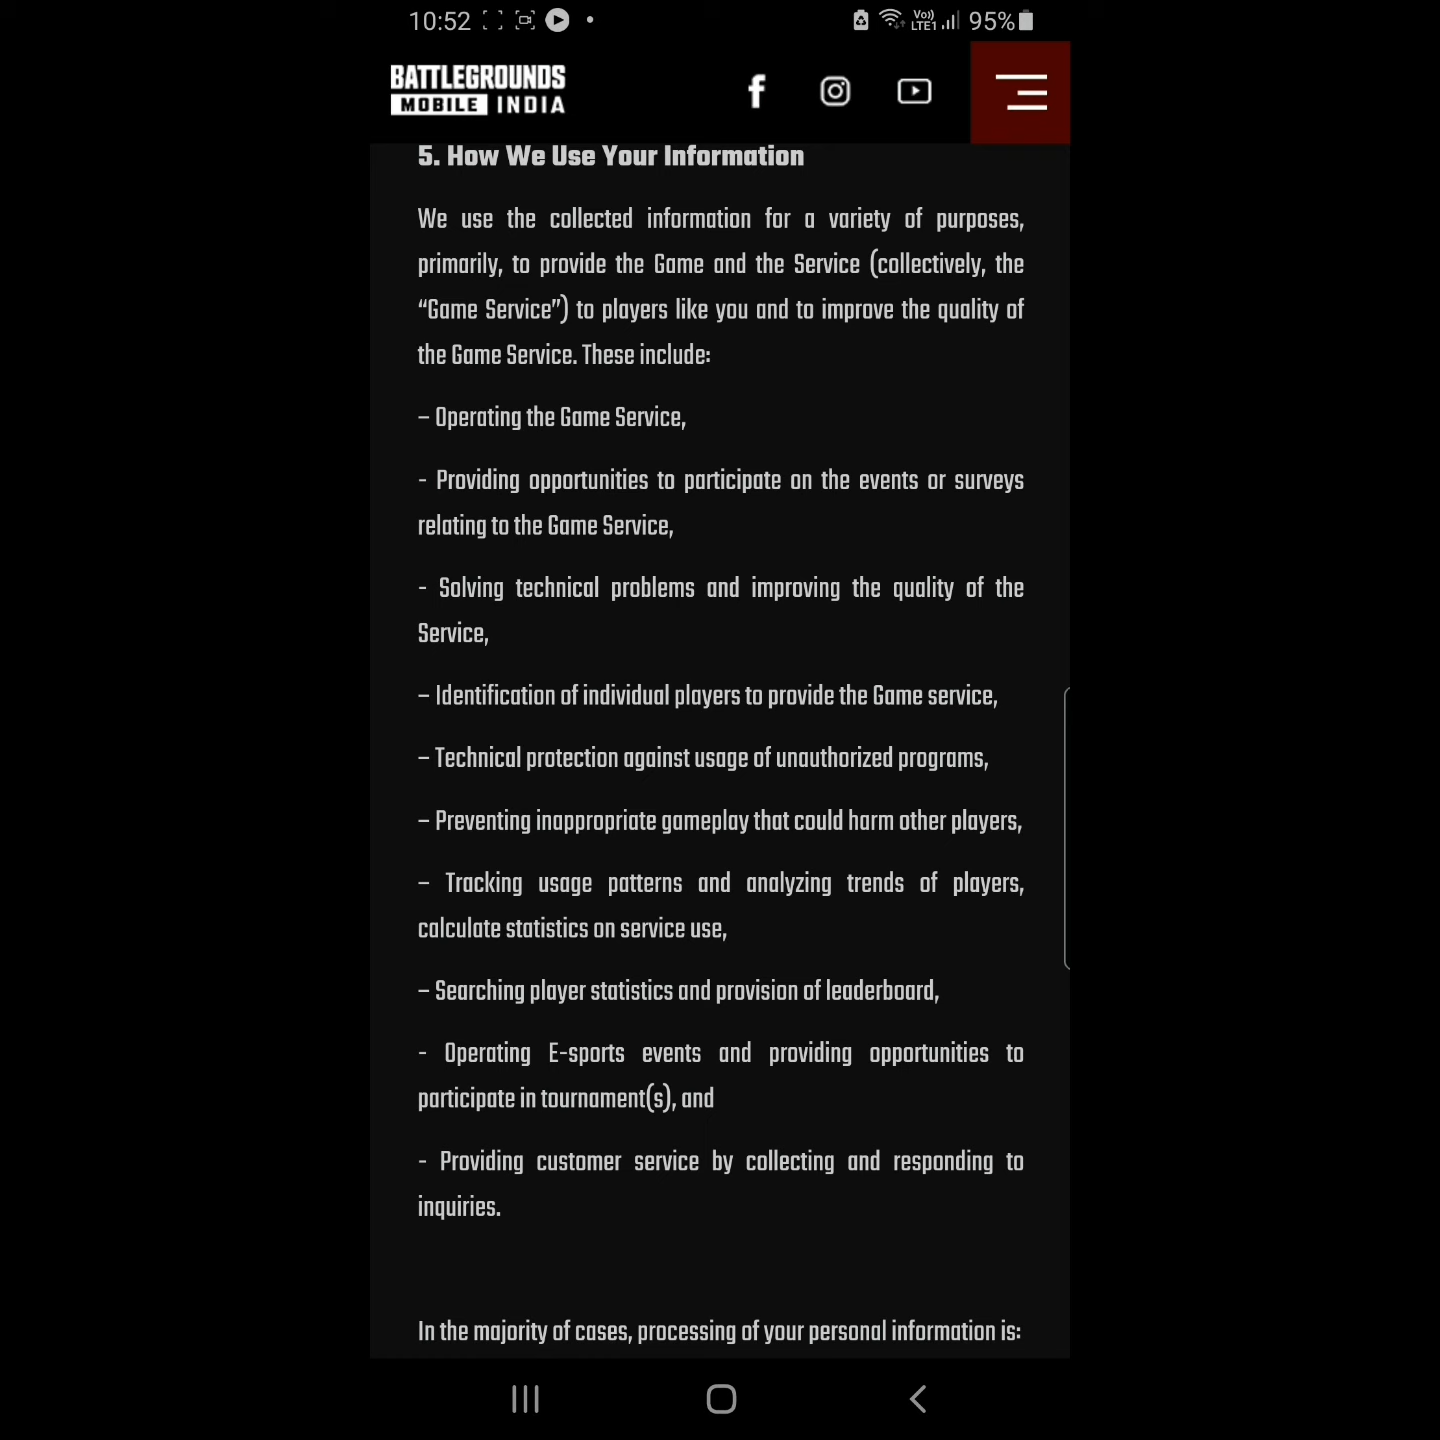 10:52
Vo))
LTE1
95%
BATTLEGROUNDS
MOBILE INDIA
5. How We Use Your Information
We use the collected information for a variety of purposes,
primarily, to provide the Game and the Service (collectively, the
“Game Service”) to players like you and to improve the quality of
the Game Service. These include:
– Operating the Game Service,
- Providing opportunities to participate on the events or surveys
relating to the Game Service,
- Solving technical problems and improving the quality of the
Service,
– Identification of individual players to provide the Game service,
– Technical protection against usage of unauthorized programs,
– Preventing inappropriate gameplay that could harm other players,
– Tracking usage patterns and analyzing trends of players,
calculate statistics on service use,
– Searching player statistics and provision of leaderboard,
- Operating E-sports events and providing opportunities to
participate in tournament(s), and
- Providing customer service by collecting and responding to
inquiries.
In the majority of cases, processing of your personal information is: